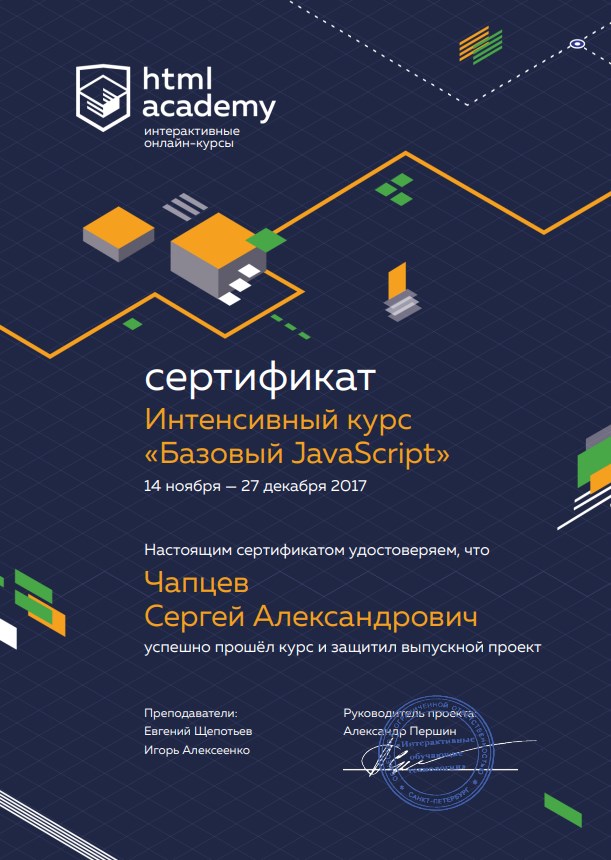 html
academy
интерактивные
онлайн-курсы
сертификат
Интенсивный курс
«Базовый JavaScript»
14 ноября — 27 декабря 2017
Настоящим сертификатом удостоверяем, что
Чапцев
Сергей Александрович
успешно прошёл курс и защитил выпускной проект
Преподаватели:
Евгений Щепотьев
Игорь Алексеенко
Руководитель проекта:
Александр Першин
«Интерактивные
обучающие
технологии»
САНКТ-ПЕТЕРБУРГ